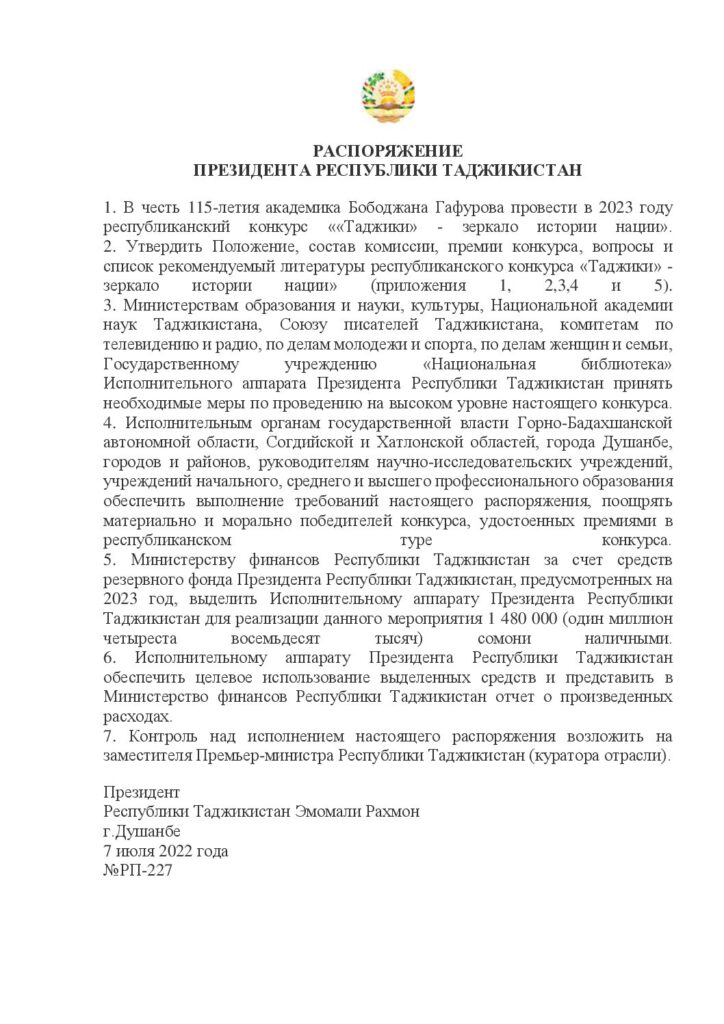 РАСПОРЯЖЕНИЕ
ПРЕЗИДЕНТА РЕСПУБЛИКИ ТАДЖИКИСТАН
1. В честь 115-летия академика Бободжана Гафурова провести в 2023 году
республиканский конкурс ««Таджики» - зеркало истории нации».
2. Утвердить Положение, состав комиссии, премии конкурса, вопросы и
список рекомендуемый литературы республиканского конкурса «Таджики» -
зеркало истории нации» (приложения 1, 2,3,4 и 5).
3. Министерствам образования и науки, культуры, Национальной академии
наук Таджикистана, Союзу писателей Таджикистана, комитетам по
телевидению и радио, по делам молодежи и спорта, по делам женщин и семьи,
Государственному учреждению «Национальная библиотека»
Исполнительного аппарата Президента Республики Таджикистан принять
необходимые меры по проведению на высоком уровне настоящего конкурса.
4. Исполнительным органам государственной власти Горно-Бадахшанской
автономной области, Согдийской и Хатлонской областей, города Душанбе,
городов и районов, руководителям научно-исследовательских учреждений,
учреждений начального, среднего и высшего профессионального образования
обеспечить выполнение требований настоящего распоряжения, поощрять
материально и морально победителей конкурса, удостоенных премиями в
республиканском туре конкурса.
5. Министерству финансов Республики Таджикистан за счет средств
резервного фонда Президента Республики Таджикистан, предусмотренных на
2023 год, выделить Исполнительному аппарату Президента Республики
Таджикистан для реализации данного мероприятия 1 480 000 (один миллион
четыреста восемьдесят тысяч) сомони наличными.
6. Исполнительному аппарату Президента Республики Таджикистан
обеспечить целевое использование выделенных средств и представить в
Министерство финансов Республики Таджикистан отчет о произведенных
расходах.
7. Контроль над исполнением настоящего распоряжения возложить на
заместителя Премьер-министра Республики Таджикистан (куратора отрасли).
Президент
Республики Таджикистан Эмомали Рахмон
г.Душанбе
7 июля 2022 года
№РП-227